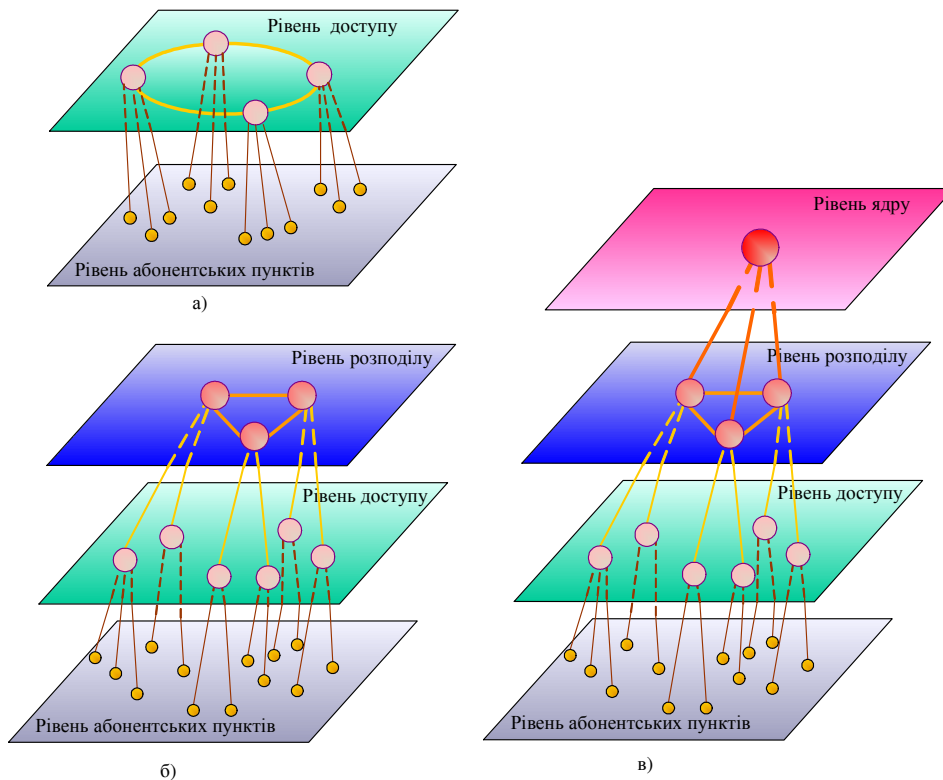 Рівень доступу
Рівень абонентських пунктів
а)
Рівень розподілу
Рівень доступу
Рівень абонентських пунктів
б)
Рівень ядру
Рівень розподілу
Рівень доступу
Рівень абонентських пунктів
в)